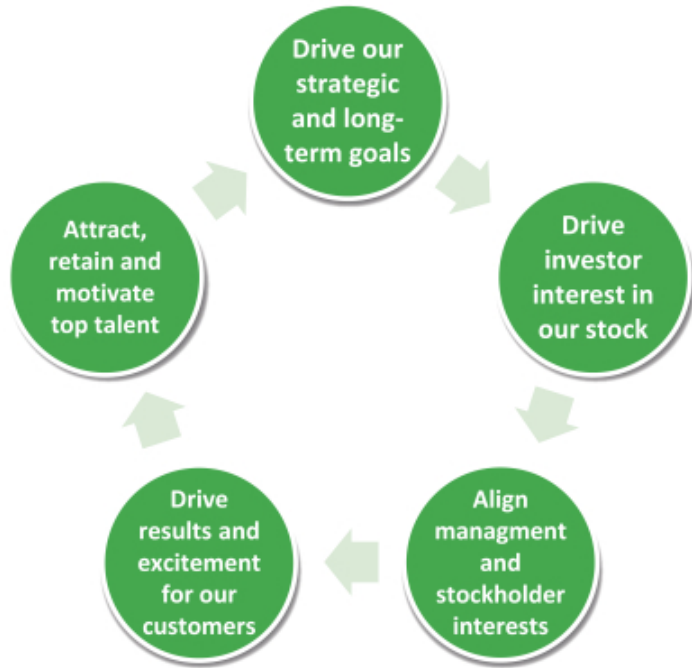 Drive our
strategic
and long-
term goals
Drive
investor
interest in
our stock
Align
managment
and
stockholder
interests
Drive
results and
excitement
for our
customers
Attract,
retain and
motivate
top talent